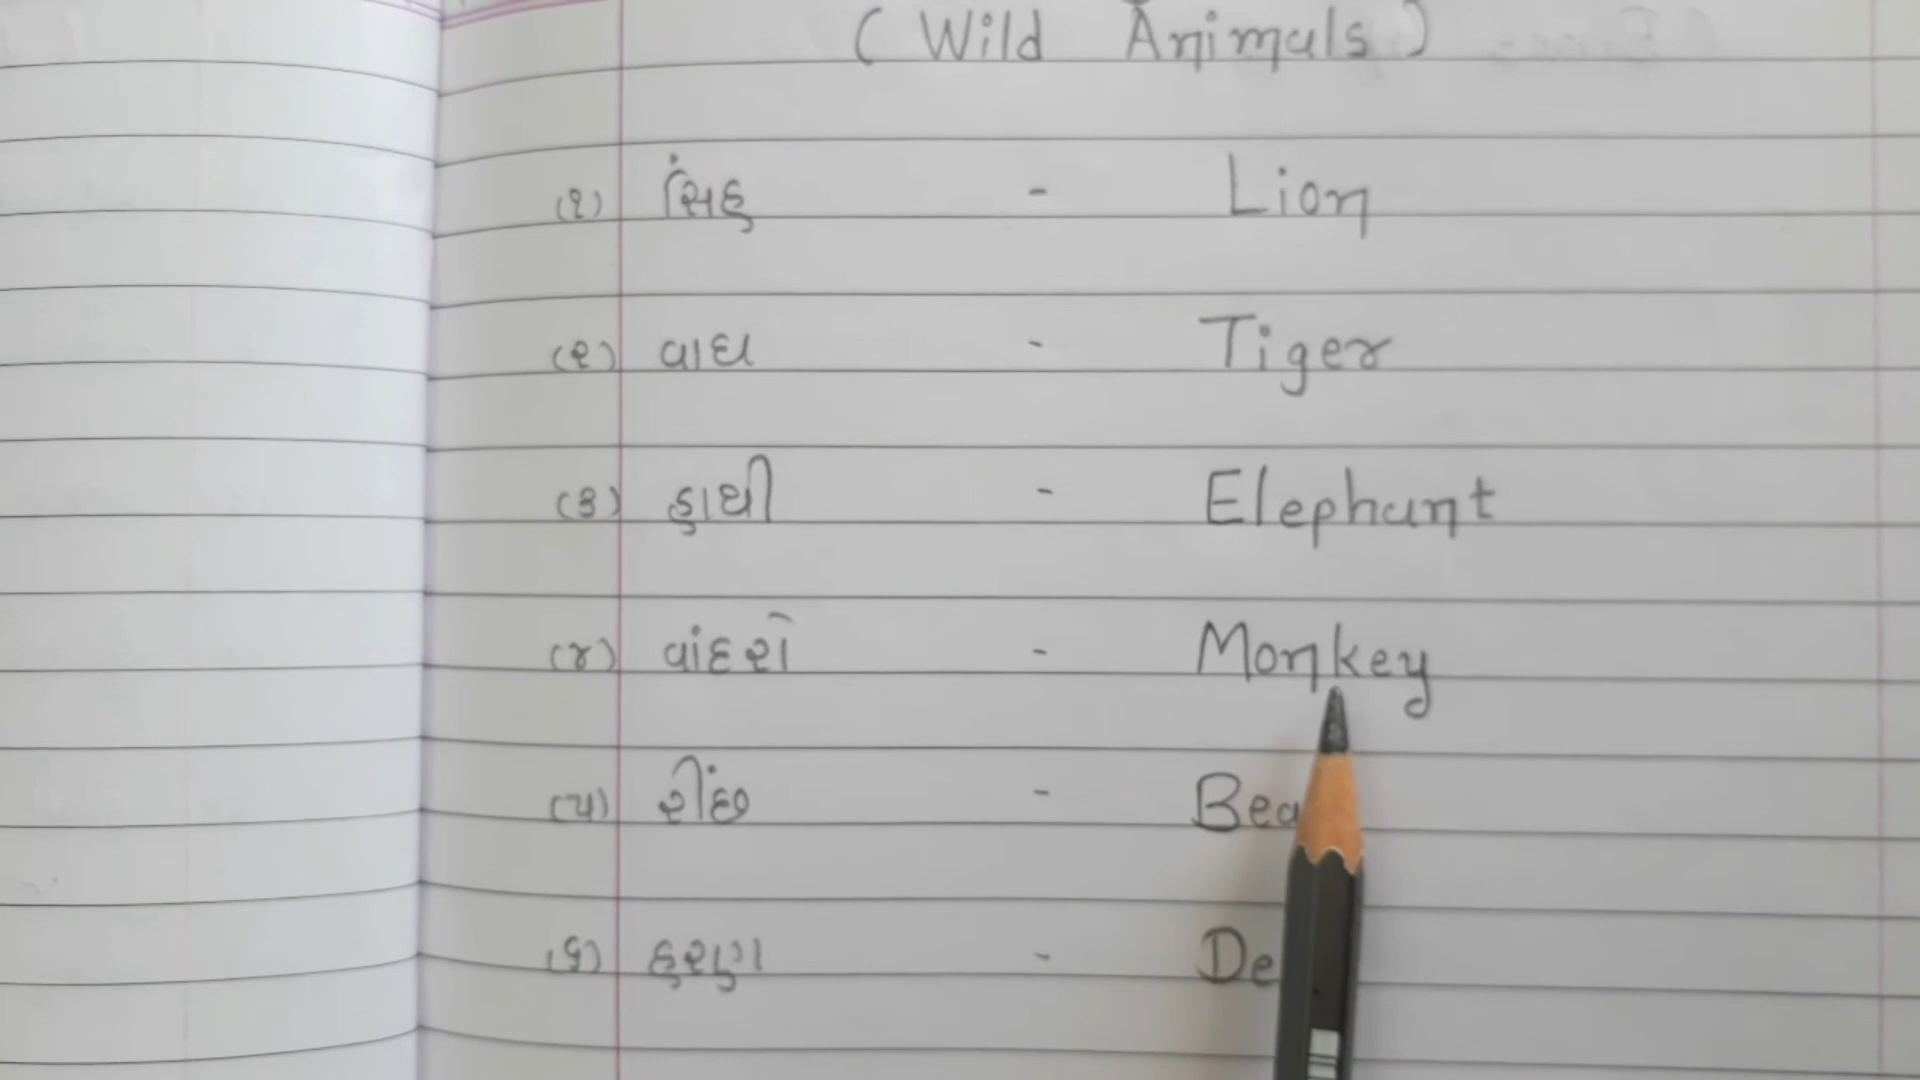 ( Wild Animals )
(૧) સિંહ - Lion
(૨) વાઘ - Tiger
(૩) હાથી - Elephant
(૪) વાંદરો - Monkey
(૫) રીંછ - Bea
(૬) હરણ - De